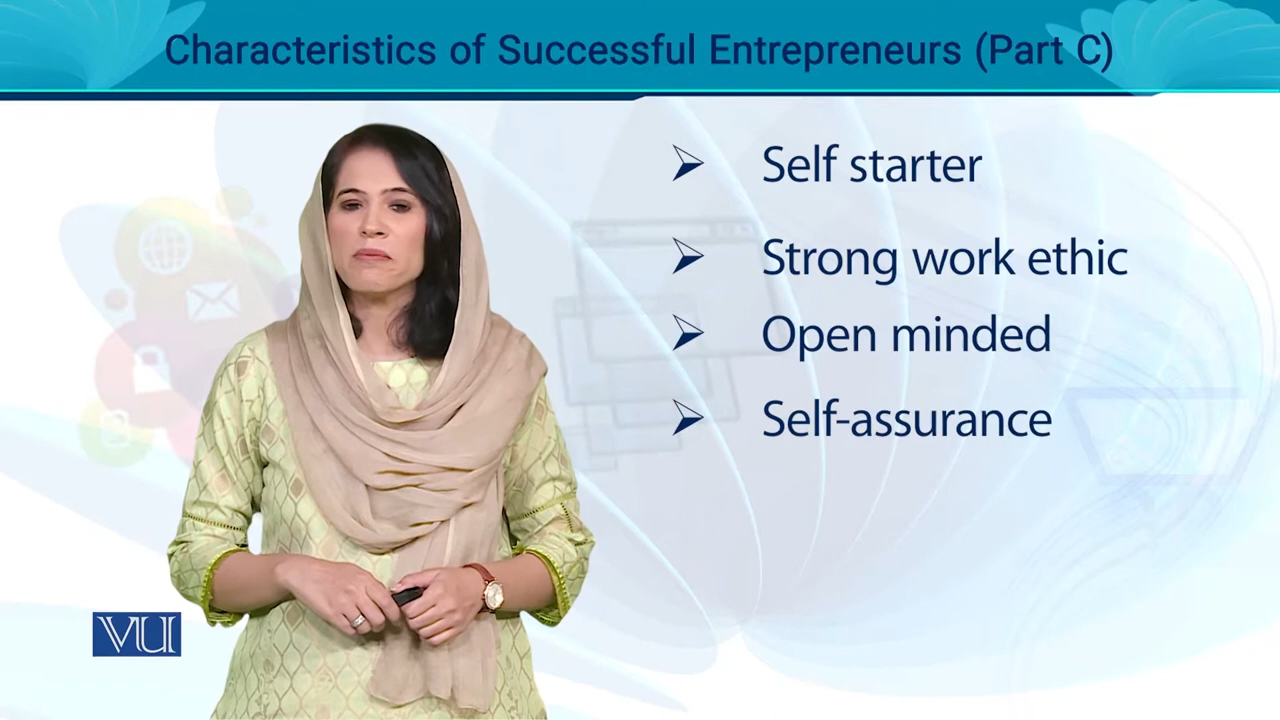 Characteristics of Successful Entrepreneurs (Part C)
Self starter
Strong work ethic
Open minded
Self-assurance
VU